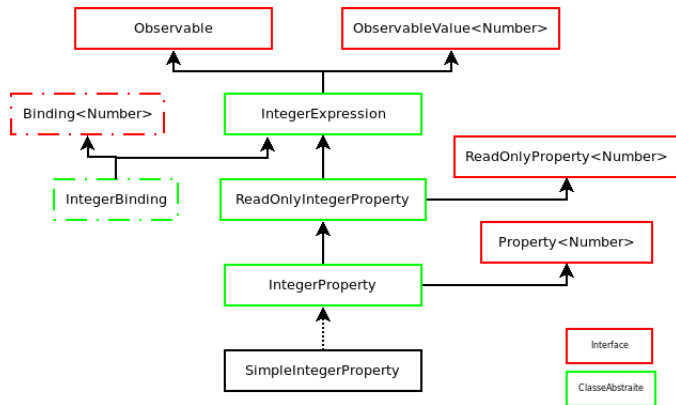 Observable
ObservableValue<Number>
Binding<Number>
IntegerExpression
ReadOnlyProperty<Number>
IntegerBinding
ReadOnlyIntegerProperty
Property<Number>
IntegerProperty
Interface
SimpleIntegerProperty
ClasseAbstraite